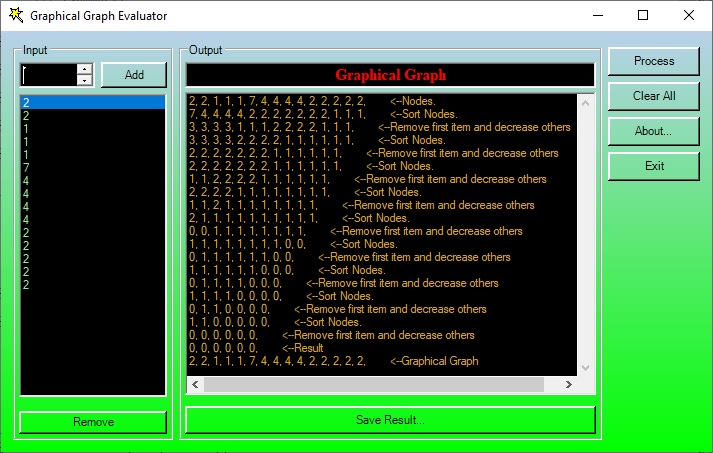 Graphical Graph Evaluator
Input
Add
2
2
1
1
1
7
4
4
4
4
2
2
2
2
2
Remove
Output
Graphical Graph
2, 2, 1, 1, 1, 7, 4, 4, 4, 4, 2, 2, 2, 2, 2, <--Nodes.
7, 4, 4, 4, 4, 2, 2, 2, 2, 2, 2, 2, 1, 1, 1, <--Sort Nodes.
3, 3, 3, 3, 1, 1, 1, 2, 2, 2, 2, 1, 1, 1, <--Remove first item and decrease others
3, 3, 3, 3, 2, 2, 2, 2, 1, 1, 1, 1, 1, 1, <--Sort Nodes.
2, 2, 2, 2, 2, 2, 2, 1, 1, 1, 1, 1, 1, <--Remove first item and decrease others
2, 2, 2, 2, 2, 2, 2, 1, 1, 1, 1, 1, 1, <--Sort Nodes.
1, 1, 2, 2, 2, 2, 1, 1, 1, 1, 1, 1, <--Remove first item and decrease others
2, 2, 2, 2, 1, 1, 1, 1, 1, 1, 1, 1, <--Sort Nodes.
1, 1, 2, 1, 1, 1, 1, 1, 1, 1, 1, <--Remove first item and decrease others
2, 1, 1, 1, 1, 1, 1, 1, 1, 1, 1, <--Sort Nodes.
0, 0, 1, 1, 1, 1, 1, 1, 1, 1, <--Remove first item and decrease others
1, 1, 1, 1, 1, 1, 1, 1, 0, 0, <--Sort Nodes.
0, 1, 1, 1, 1, 1, 1, 0, 0, <--Remove first item and decrease others
1, 1, 1, 1, 1, 1, 0, 0, 0, <--Sort Nodes.
0, 1, 1, 1, 1, 0, 0, 0, <--Remove first item and decrease others
1, 1, 1, 1, 0, 0, 0, 0, <--Sort Nodes.
0, 1, 1, 0, 0, 0, 0, <--Remove first item and decrease others
1, 1, 0, 0, 0, 0, 0, <--Sort Nodes.
0, 0, 0, 0, 0, 0, <--Remove first item and decrease others
0, 0, 0, 0, 0, 0, <--Result
2, 2, 1, 1, 1, 7, 4, 4, 4, 4, 2, 2, 2, 2, 2, <--Graphical Graph
Save Result...
Process
Clear All
About...
Exit